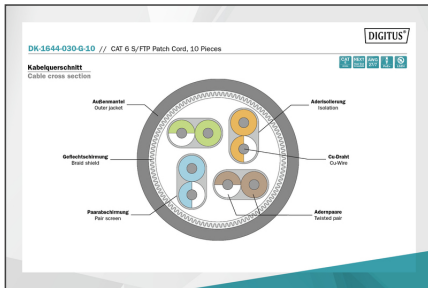 DIGITUS®
DK-1644-030-G-10 // CAT 6 S/FTP Patch Cord, 10 Pieces
Kabelquerschnitt
Cable cross section
Außenmantel
Outer jacket
Aderisolierung
Isolation
Geflechtschirmung
Braid shield
Cu-Draht
Cu-Wire
Paarabschirmung
Pair screen
Adernpaare
Twisted pair